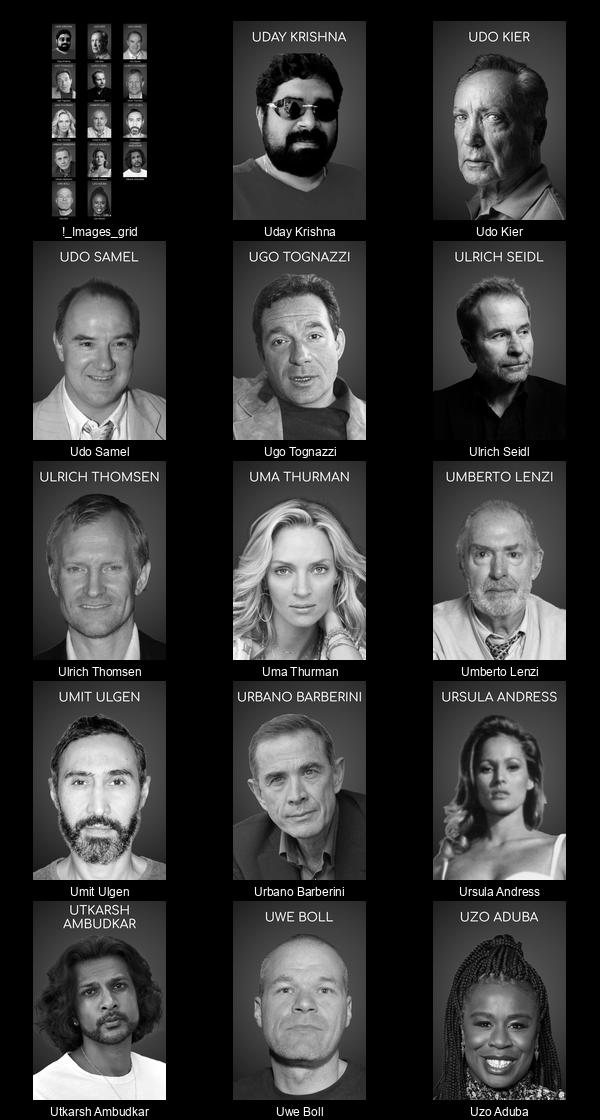 UDAY KRISHNA
UDO KIER
!_Images_grid
Uday Krishna
Udo Kier
UDO SAMEL
UGO TOGNAZZI
ULRICH SEIDL
Udo Samel
Ugo Tognazzi
Ulrich Seidl
ULRICH THOMSEN
UMA THURMAN
UMBERTO LENZI
Ulrich Thomsen
Uma Thurman
Umberto Lenzi
UMIT ULGEN
URBANO BARBERINI
URSULA ANDRESS
Umit Ulgen
Urbano Barberini
Ursula Andress
UTKARSH
AMBUDKAR
UWE BOLL
UZO ADUBA
Utkarsh Ambudkar
Uwe Boll
Uzo Aduba